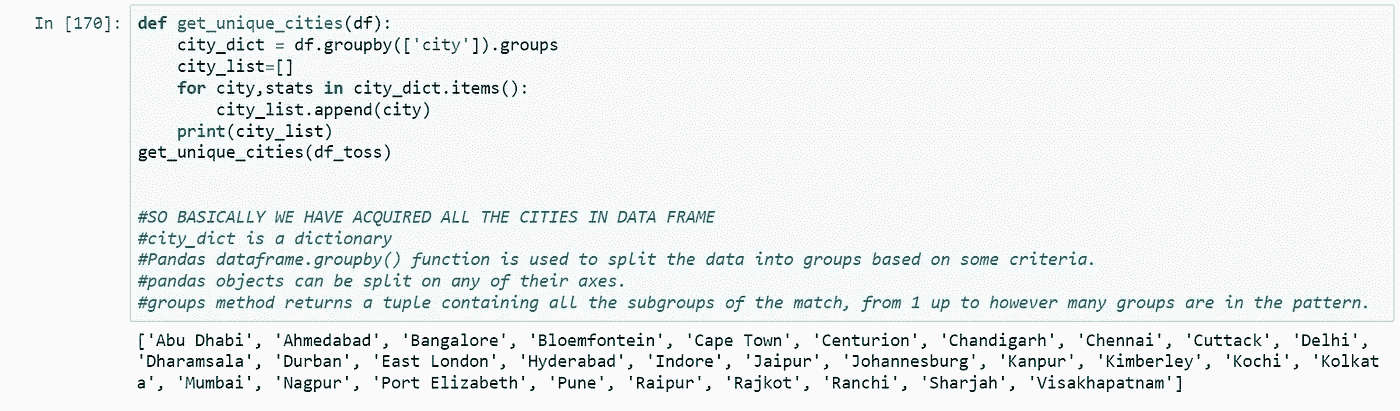 In [170]: def get_unique_cities(df):
    city_dict = df.groupby(['city']).groups
    city_list=[]
    for city,stats in city_dict.items():
        city_list.append(city)
    print(city_list)
get_unique_cities(df_toss)
#SO BASICALLY WE HAVE ACQUIRED ALL THE CITIES IN DATA FRAME
#city_dict is a dictionary
#Pandas dataframe.groupby() function is used to split the data into groups based on some criteria.
#pandas objects can be split on any of their axes.
#groups method returns a tuple containing all the subgroups of the match, from 1 up to however many groups are in the pattern.
['Abu Dhabi', 'Ahmedabad', 'Bangalore', 'Bloemfontein', 'Cape Town', 'Centurion', 'Chandigarh', 'Chennai', 'Cuttack', 'Delhi',
'Dharamsala', 'Durban', 'East London', 'Hyderabad', 'Indore', 'Jaipur', 'Johannesburg', 'Kanpur', 'Kimberley', 'Kochi', 'Kolkat
a', 'Mumbai', 'Nagpur', 'Port Elizabeth', 'Pune', 'Raipur', 'Rajkot', 'Ranchi', 'Sharjah', 'Visakhapatnam']